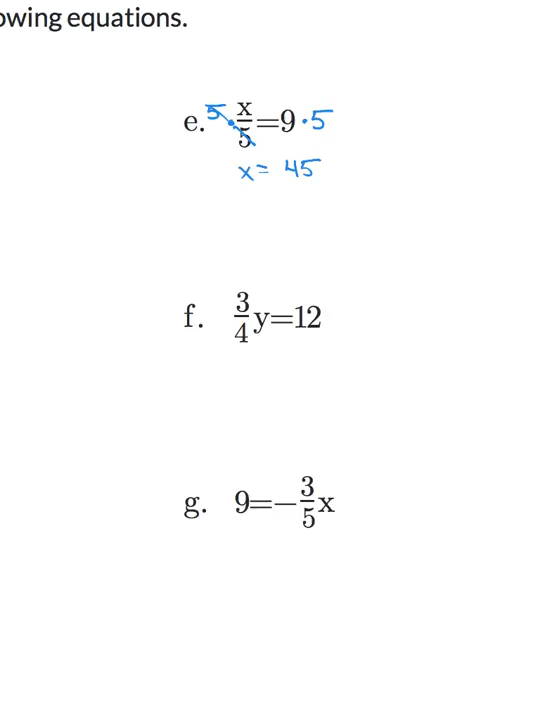 owing equations.
e. 5 · x/5 = 9 · 5
x = 45
f. 3/4 y=12
g. 9=-3/5 x